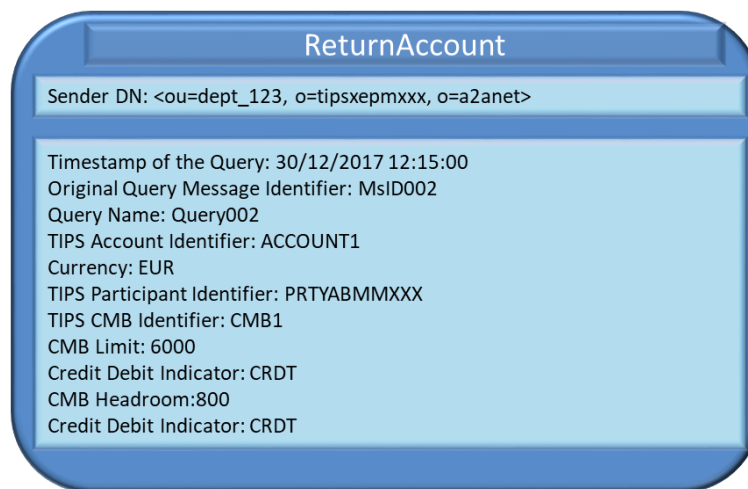 ReturnAccount
Sender DN: <ou=dept_123, o=tipsxepmxxx, o=a2anet>
Timestamp of the Query: 30/12/2017 12:15:00
Original Query Message Identifier: MsID002
Query Name: Query002
TIPS Account Identifier: ACCOUNT1
Currency: EUR
TIPS Participant Identifier: PRTYABMMXXX
TIPS CMB Identifier: CMB1
CMB Limit: 6000
Credit Debit Indicator: CRDT
CMB Headroom:800
Credit Debit Indicator: CRDT